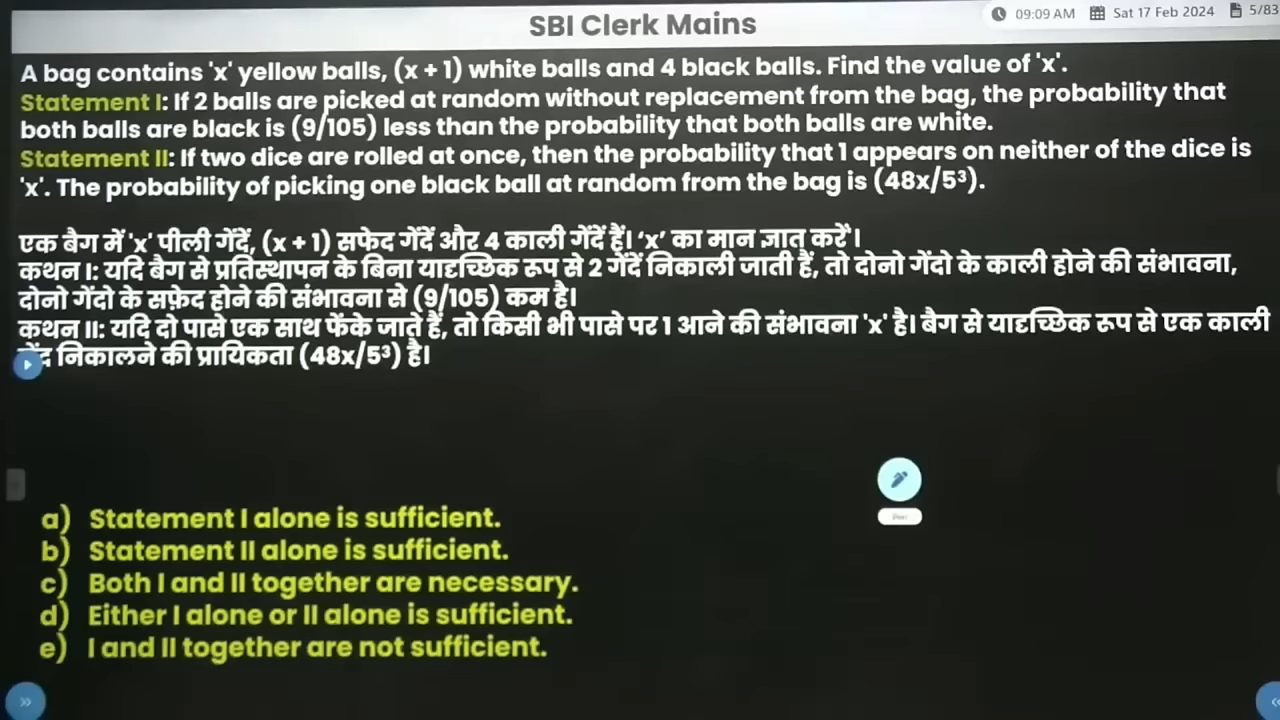 SBI Clerk Mains
09:09 AM Sat 17 Feb 2024 5/83
A bag contains 'x' yellow balls, (x + 1) white balls and 4 black balls. Find the value of 'x'.
Statement I: If 2 balls are picked at random without replacement from the bag, the probability that
both balls are black is (9/105) less than the probability that both balls are white.
Statement II: If two dice are rolled at once, then the probability that 1 appears on neither of the dice is
'x'. The probability of picking one black ball at random from the bag is (48x/5³).
एक बैग में 'x' पीली गेंदें, (x + 1) सफेद गेंदें और 4 काली गेंदें हैं। ‘x’ का मान ज्ञात करें।
कथन I: यदि बैग से प्रतिस्थापन के बिना यादृच्छिक रूप से 2 गेंदें निकाली जाती हैं, तो दोनो गेंदो के काली होने की संभावना,
दोनो गेंदो के सफ़ेद होने की संभावना से (9/105) कम है।
कथन II: यदि दो पासे एक साथ फेंके जाते हैं, तो किसी भी पासे पर 1 आने की संभावना 'x' है। बैग से यादृच्छिक रूप से एक काली
निकालने की प्रायिकता (48x/5³) है।
a) Statement I alone is sufficient.
b) Statement II alone is sufficient.
c) Both I and II together are necessary.
d) Either I alone or II alone is sufficient.
e) I and II together are not sufficient.